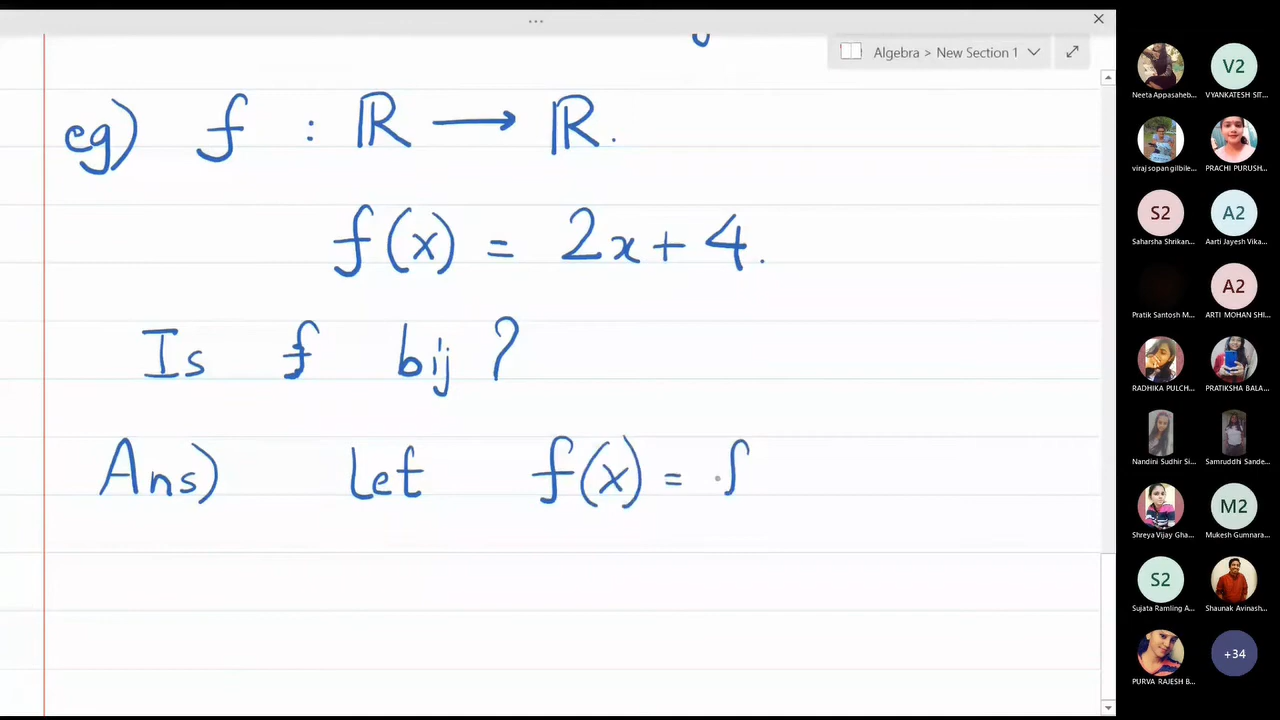 ...
Algebra > New Section 1
eg) f : ℝ ⟶ ℝ.
f(x) = 2x + 4.
Is f bij ?
Ans) Let f(x) = f
Neeta Appasaheb...
V2
VYANKATESH SIT...
viraj sopan gilbile...
PRACHI PURUSH...
S2
Saharsha Shrikan...
A2
Aarti Jayesh Vika...
Pratik Santosh M...
A2
ARTI MOHAN SHI...
RADHIKA PULCH...
PRATIKSHA BALA...
Nandini Sudhir Si...
Samruddhi Sande...
Shreya Vijay Gha...
M2
Mukesh Gumnara...
S2
Sujata Ramling A...
Shaunak Avinash...
PURVA RAJESH B...
+34